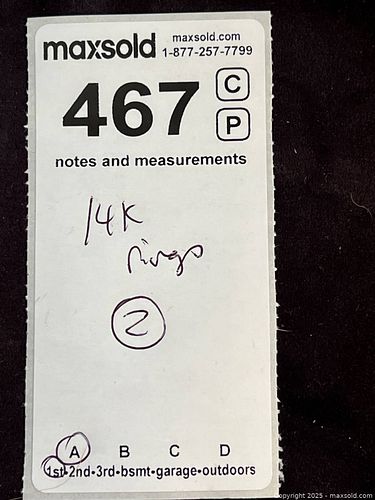 maxsold maxsold.com
1-877-257-7799
467 C
P
notes and measurements
14K
rings
2
A B C D
1st•2nd•3rd•bsmt•garage•outdoors
copyright 2025 - maxsold.com